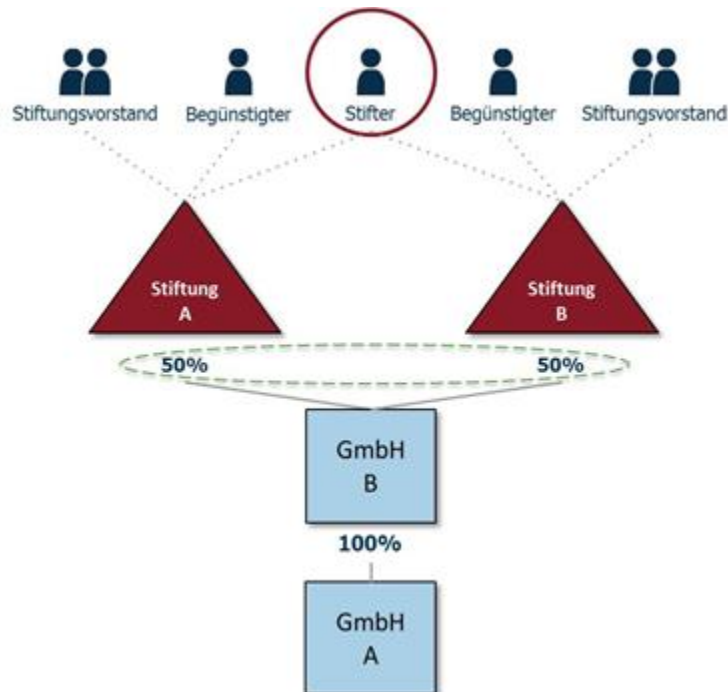 Stiftungsvorstand
Begünstigter
Stifter
Begünstigter
Stiftungsvorstand
Stiftung
A
Stiftung
B
50%
50%
GmbH
B
100%
GmbH
A